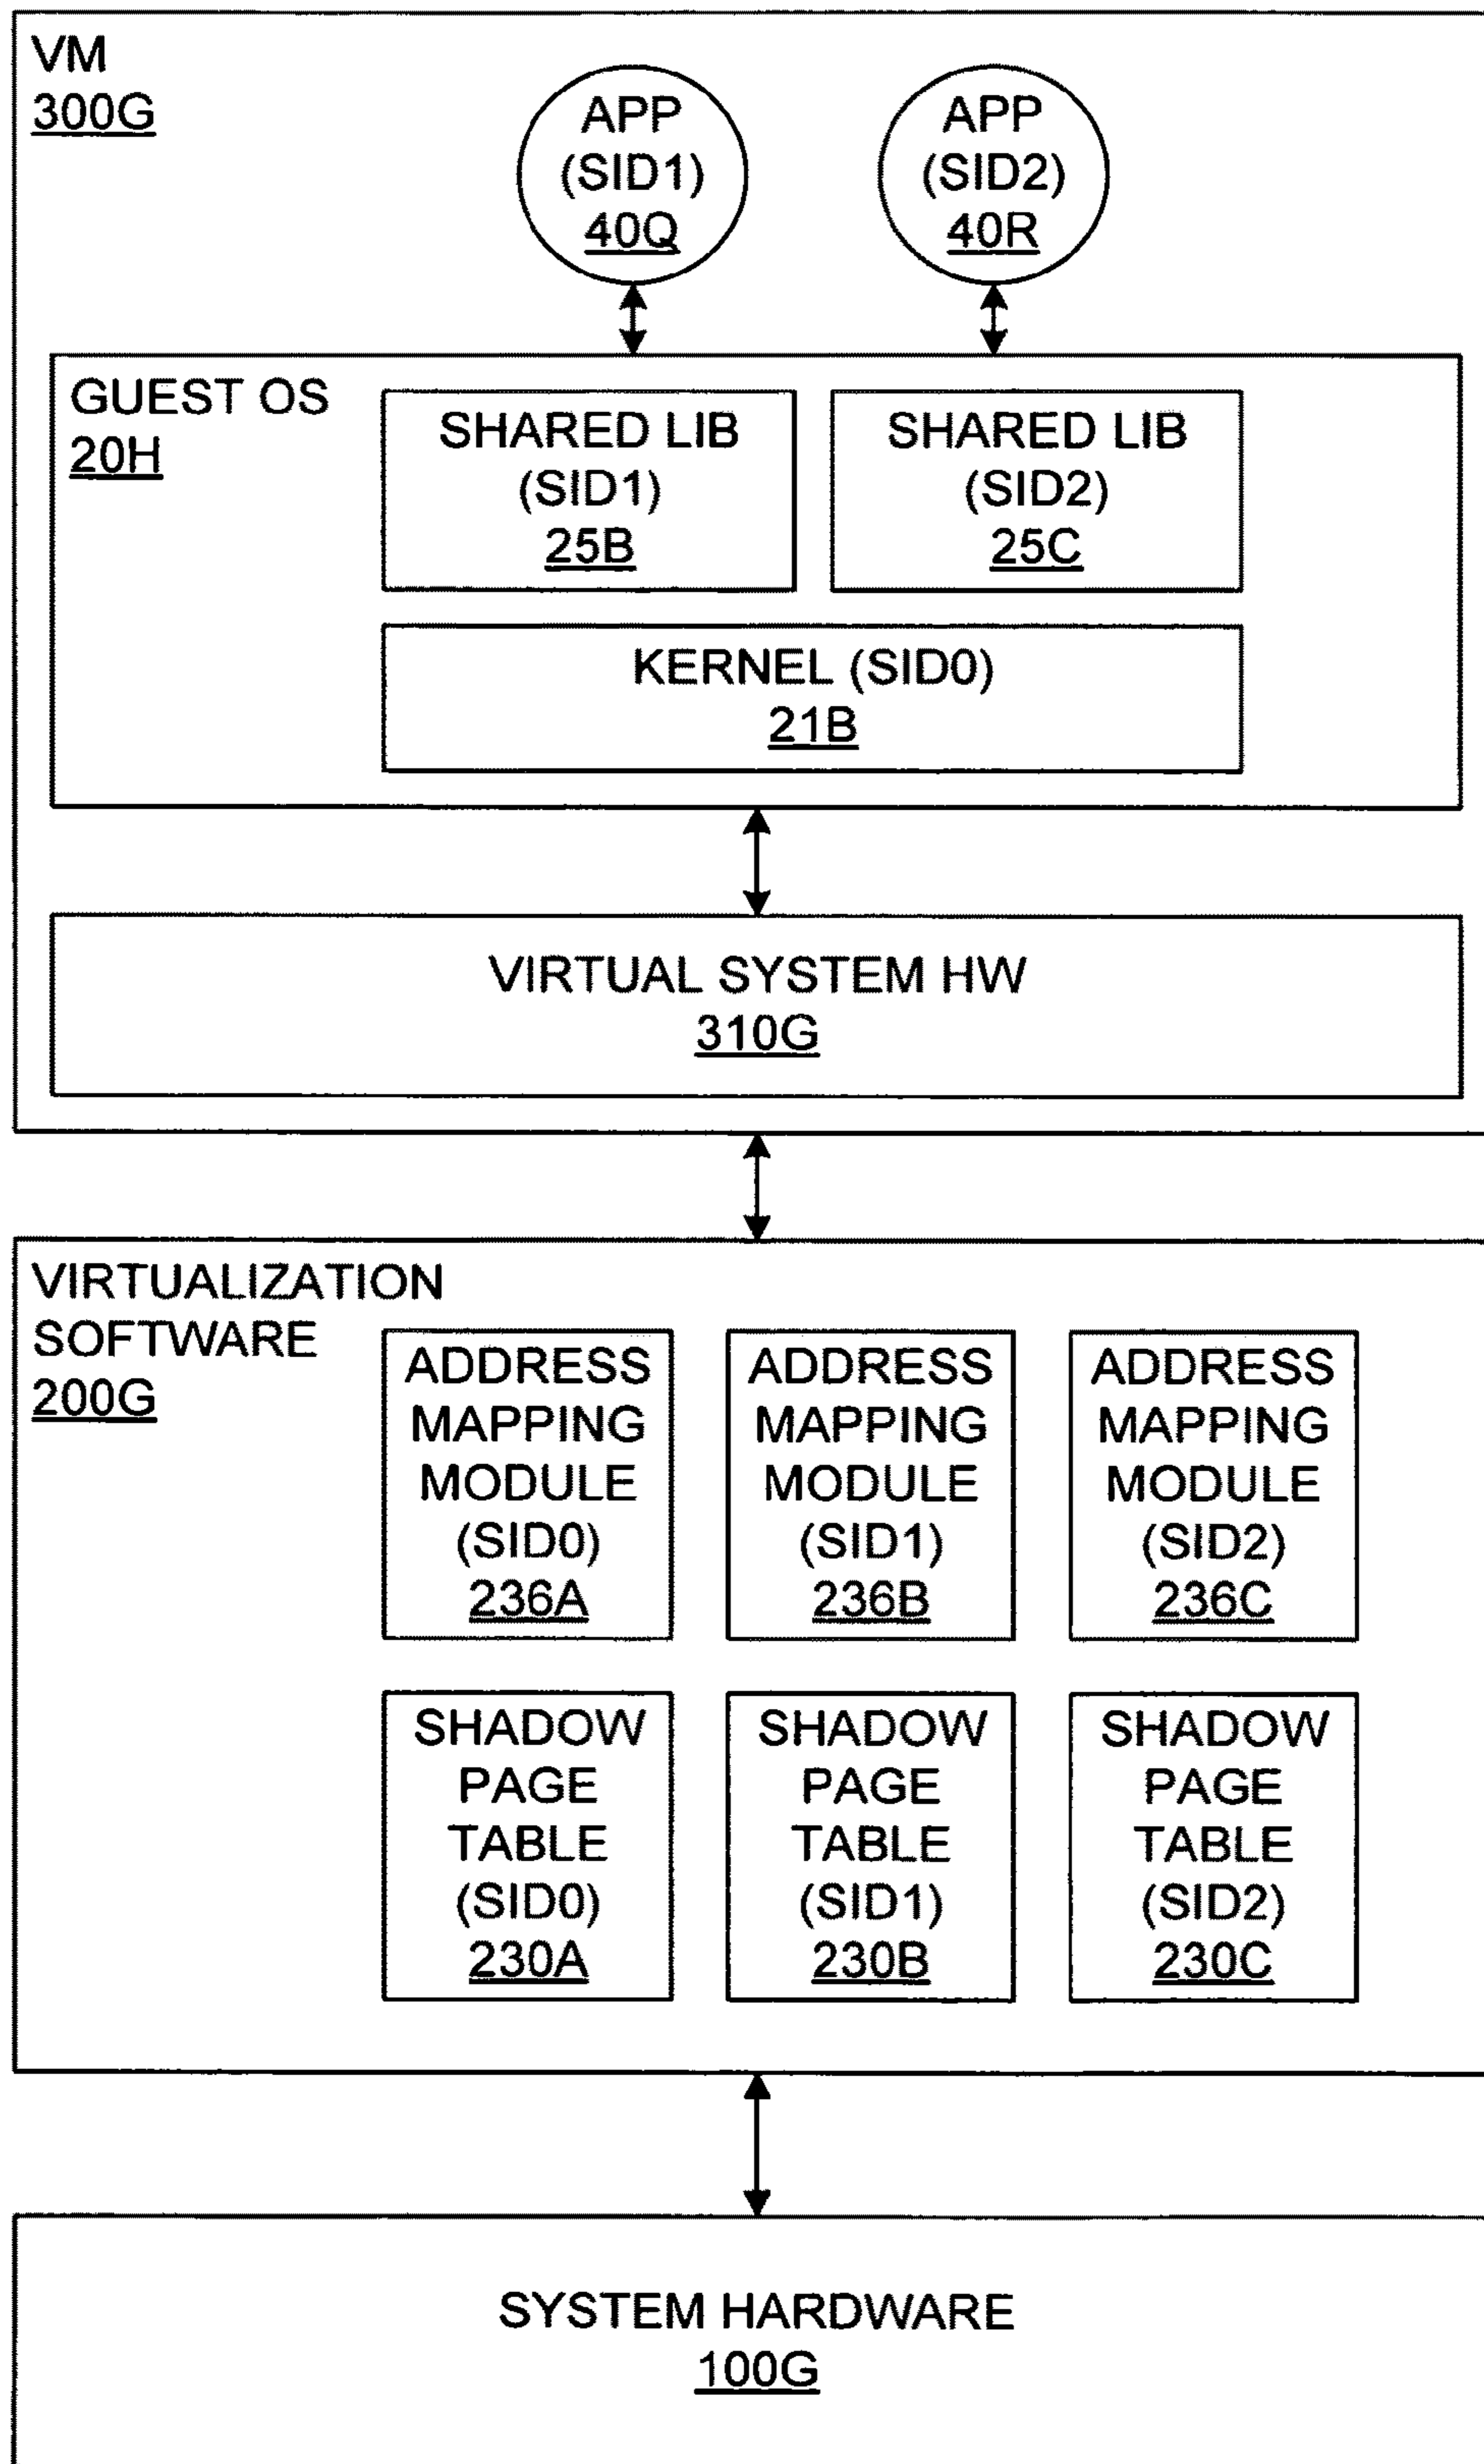 VM
300G
APP
(SID1)
40Q
APP
(SID2)
40R
GUEST OS
20H
SHARED LIB
(SID1)
25B
SHARED LIB
(SID2)
25C
KERNEL (SID0)
21B
VIRTUAL SYSTEM HW
310G
VIRTUALIZATION
SOFTWARE
200G
ADDRESS
MAPPING
MODULE
(SID0)
236A
ADDRESS
MAPPING
MODULE
(SID1)
236B
ADDRESS
MAPPING
MODULE
(SID2)
236C
SHADOW
PAGE
TABLE
(SID0)
230A
SHADOW
PAGE
TABLE
(SID1)
230B
SHADOW
PAGE
TABLE
(SID2)
230C
SYSTEM HARDWARE
100G